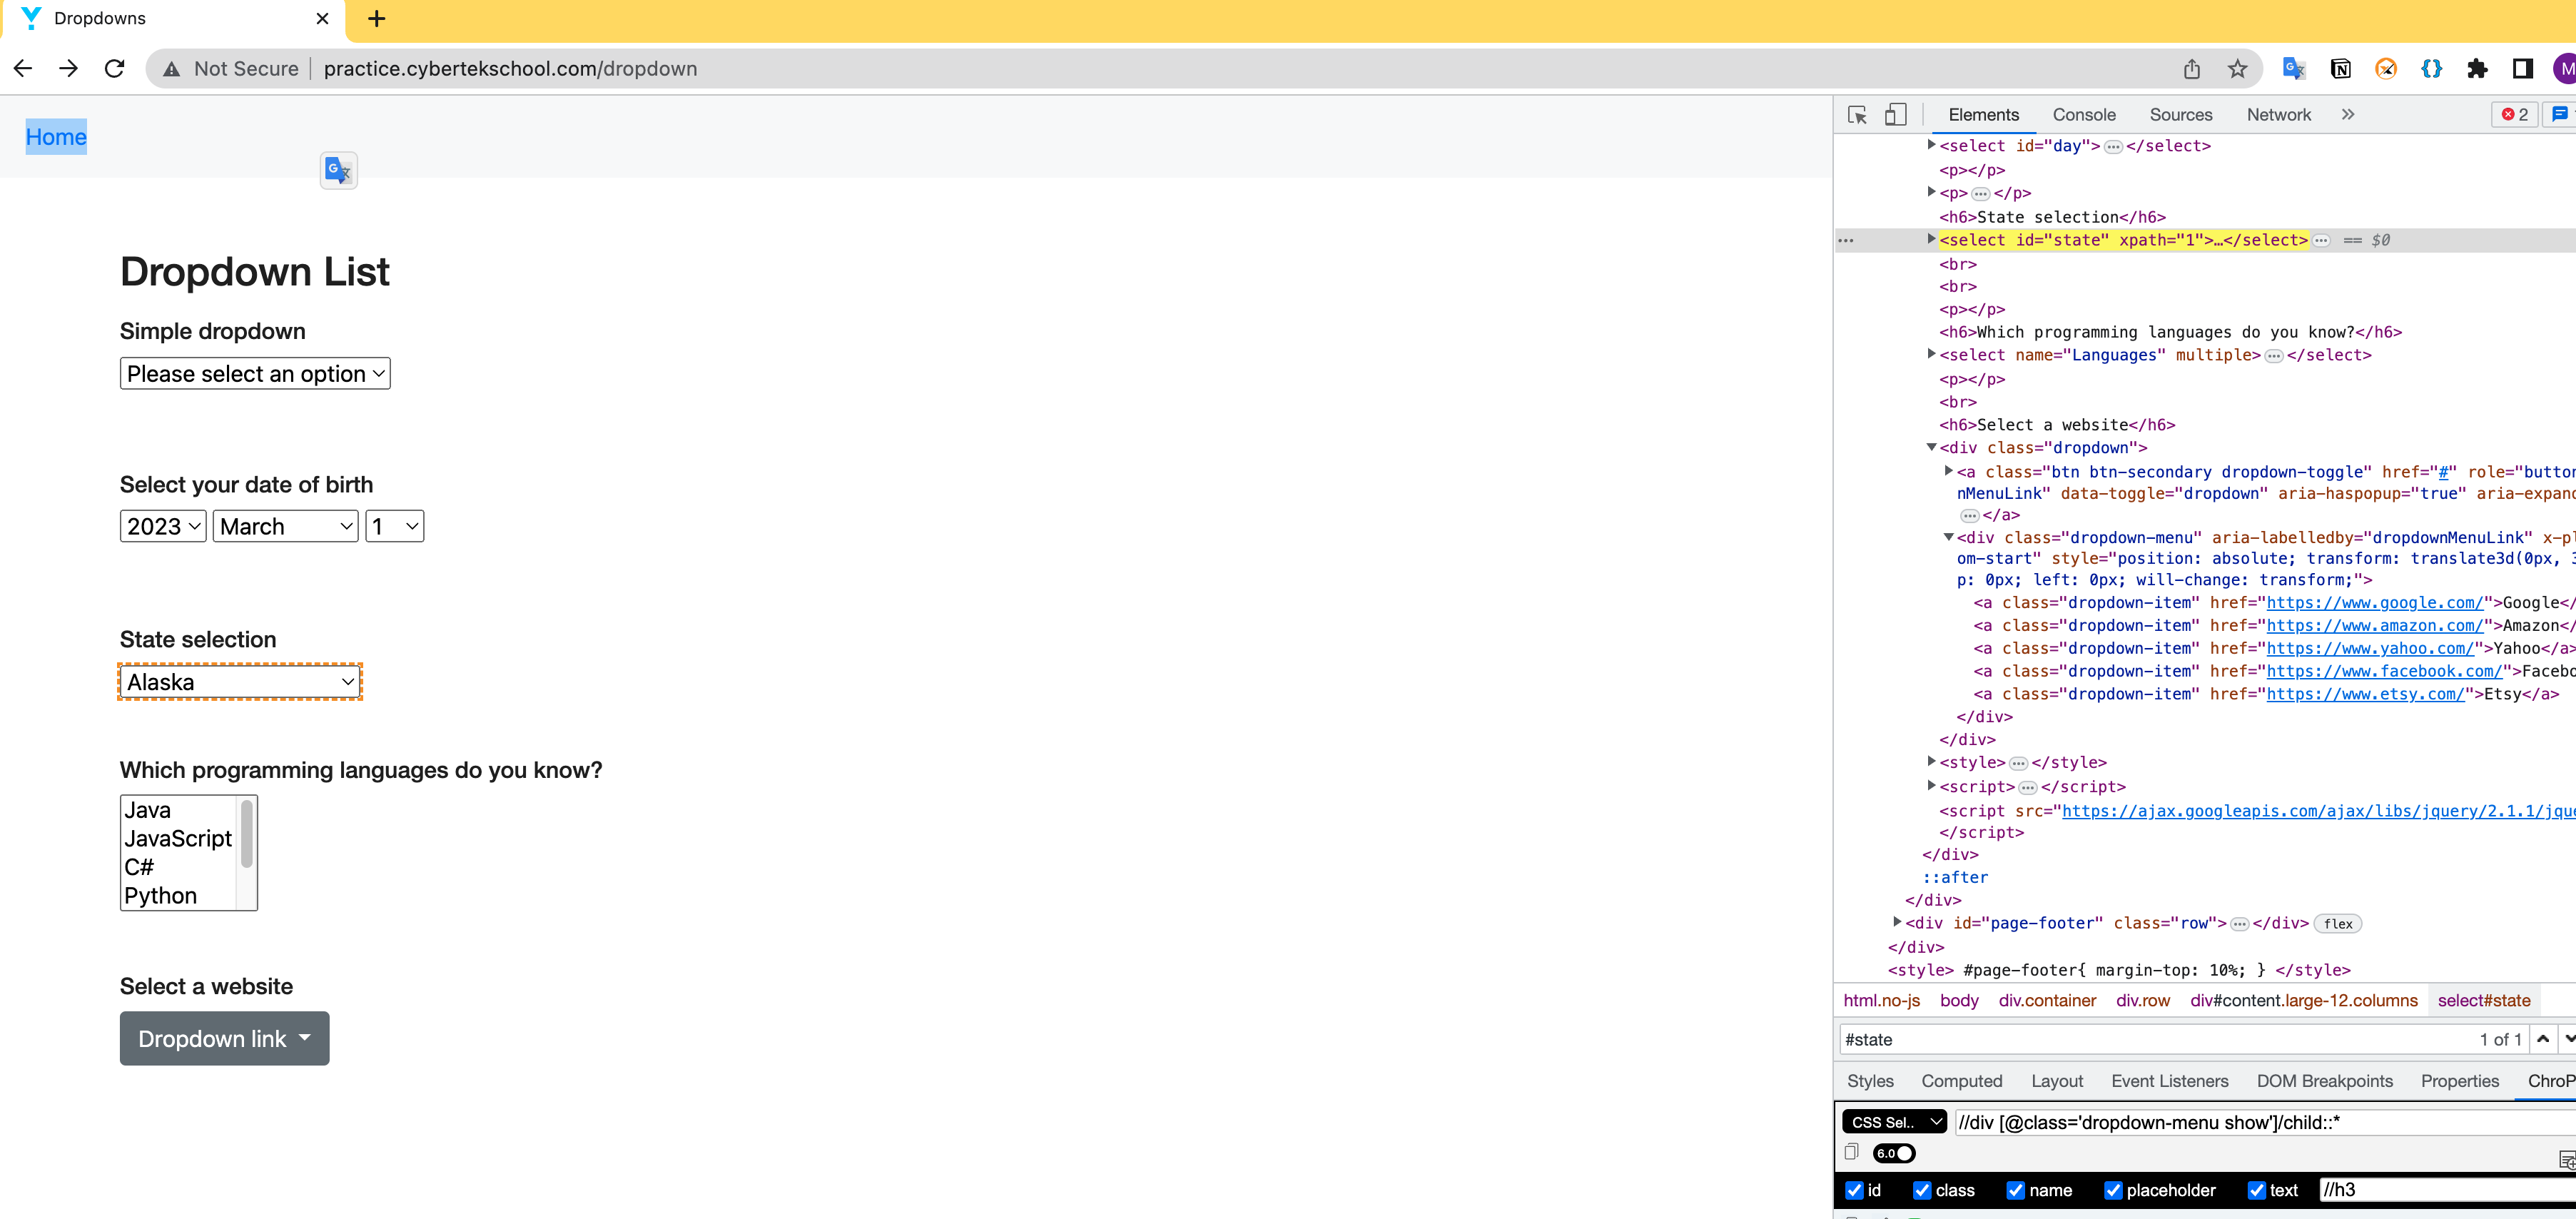 Dropdowns
Not Secure | practice.cybertekschool.com/dropdown
M
Home
Dropdown List
Simple dropdown
Please select an option
Select your date of birth
2023 March 1
State selection
Alaska
Which programming languages do you know?
Java
JavaScript
C#
Python
Select a website
Dropdown link
Elements Console Sources Network » 2
<select id="day">…</select>
<p></p>
<p>…</p>
<h6>State selection</h6>
<select id="state" xpath="1">…</select>… == $0
<br>
<br>
<p></p>
<h6>Which programming languages do you know?</h6>
<select name="Languages" multiple>…</select>
<p></p>
<br>
<h6>Select a website</h6>
<div class="dropdown">
<a class="btn btn-secondary dropdown-toggle" href="#" role="button
nMenuLink" data-toggle="dropdown" aria-haspopup="true" aria-expand
…</a>
<div class="dropdown-menu" aria-labelledby="dropdownMenuLink" x-pl
om-start" style="position: absolute; transform: translate3d(0px, 3
p: 0px; left: 0px; will-change: transform;">
<a class="dropdown-item" href="https://www.google.com/">Google</
<a class="dropdown-item" href="https://www.amazon.com/">Amazon</
<a class="dropdown-item" href="https://www.yahoo.com/">Yahoo</a>
<a class="dropdown-item" href="https://www.facebook.com/">Facebo
<a class="dropdown-item" href="https://www.etsy.com/">Etsy</a>
</div>
</div>
<style>…</style>
<script>…</script>
<script src="https://ajax.googleapis.com/ajax/libs/jquery/2.1.1/jque
</script>
</div>
::after
</div>
<div id="page-footer" class="row">…</div> flex
</div>
<style> #page-footer{ margin-top: 10%; } </style>
html.no-js body div.container div.row div#content.large-12.columns select#state
#state 1 of 1
Styles Computed Layout Event Listeners DOM Breakpoints Properties ChroP
CSS Sel.. //div [@class='dropdown-menu show']/child::*
6.0
id class name placeholder text //h3